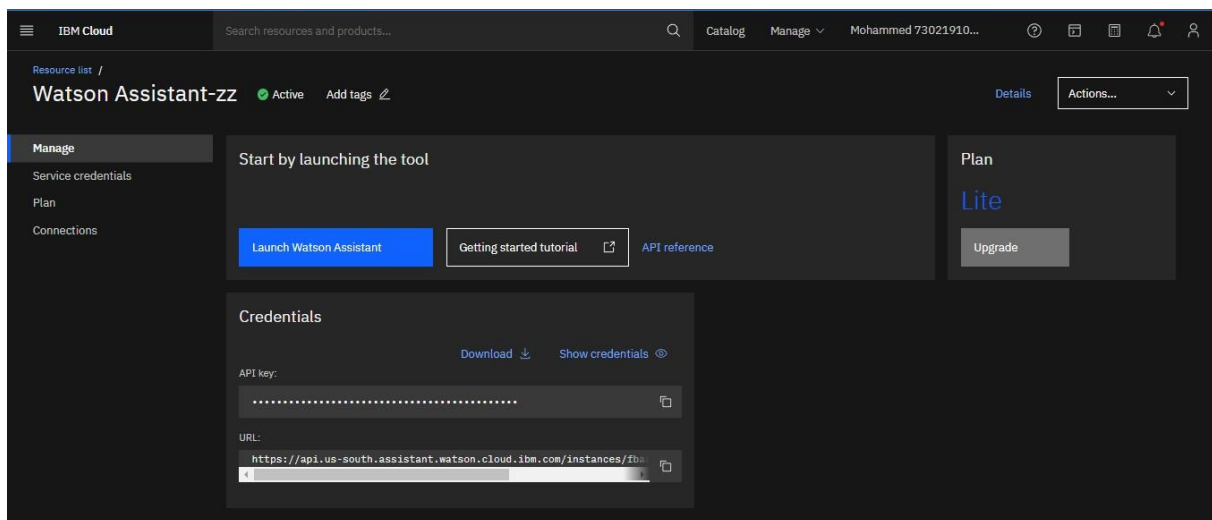 IBM Cloud
Search resources and products...
Catalog
Manage
Mohammed 73021910...
Resource list /
Watson Assistant-zz
Active
Add tags
Details
Actions...
Manage
Service credentials
Plan
Connections
Start by launching the tool
Launch Watson Assistant
Getting started tutorial
API reference
Plan
Lite
Upgrade
Credentials
Download
Show credentials
API key:
URL:
https://api.us-south.assistant.watson.cloud.ibm.com/instances/fba